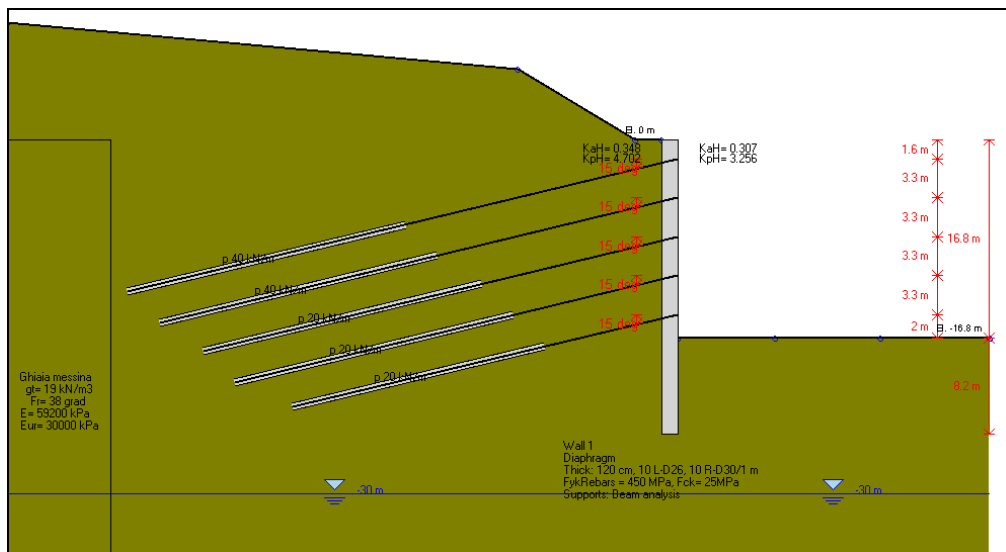 El. 0 m
KaH= 0.348
KpH= 4.702
KaH= 0.307
KpH= 3.256
1.6 m
3.3 m
3.3 m
3.3 m
3.3 m
2 m
16.8 m
El. -16.8 m
8.2 m
15 deg
15 deg
15 deg
15 deg
15 deg
p 40 kN/m
p 40 kN/m
p 20 kN/m
p 20 kN/m
p 20 kN/m
Ghiaia messina
gt= 19 kN/m3
Fr= 38 grad
E= 59200 kPa
Eur= 30000 kPa
Wall 1
Diaphragm
Thick: 120 cm, 10 L-D26, 10 R-D30/1 m
FykRebars = 450 MPa, Fck= 25MPa
Supports: Beam analysis
-30 m
-30 m